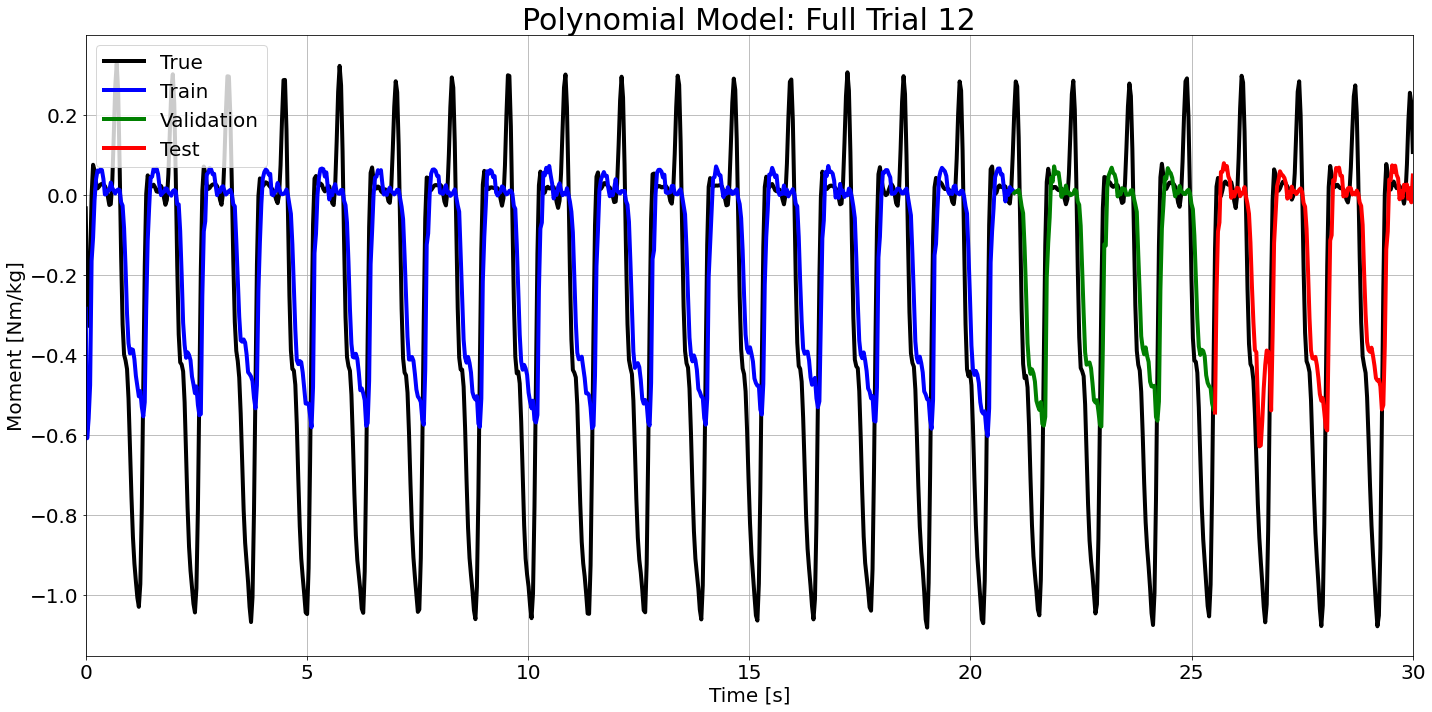 Polynomial Model: Full Trial 12
True
Train
Validation
Test
Moment [Nm/kg]
0.2
0.0
−0.2
−0.4
−0.6
−0.8
−1.0
0 5 10 15 20 25 30
Time [s]